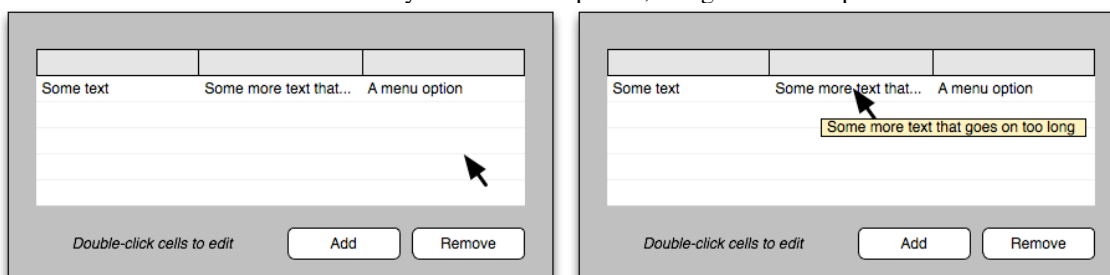 Some text Some more text that... A menu option
Double-click cells to edit Add Remove
Some text Some more text that... A menu option
Some more text that goes on too long
Double-click cells to edit Add Remove